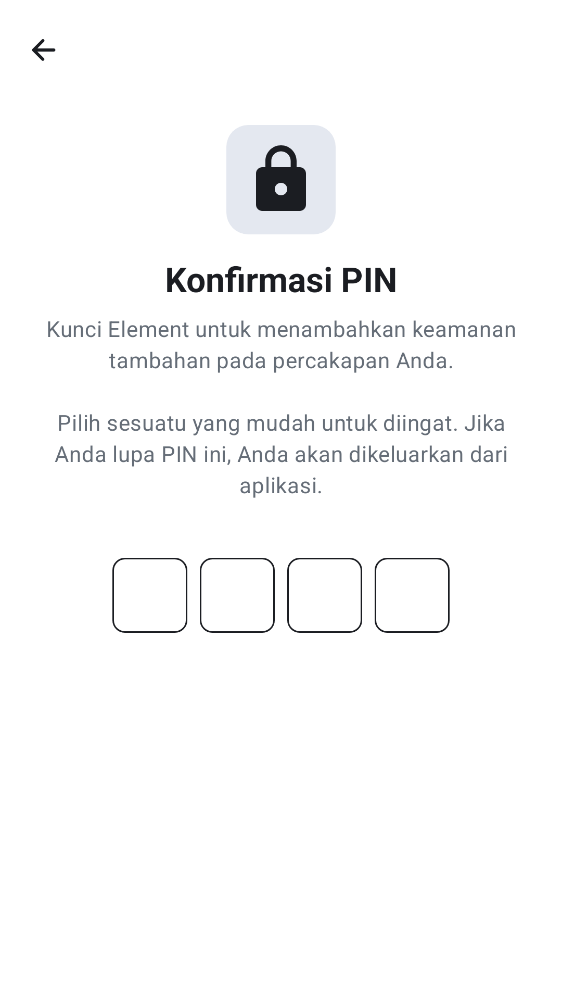 Konfirmasi PIN
Kunci Element untuk menambahkan keamanan
tambahan pada percakapan Anda.
Pilih sesuatu yang mudah untuk diingat. Jika
Anda lupa PIN ini, Anda akan dikeluarkan dari
aplikasi.